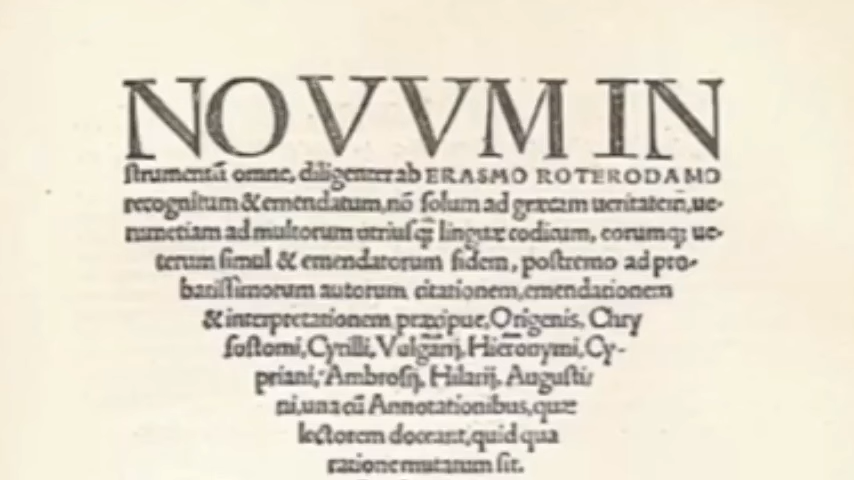 NOVVM IN
strumentū omne, diligenter ab ERASMO ROTERODAMO
recognitum & emendatum, nō solum ad græcam ueritatem, ue-
rumetiam ad multorum utriusq; linguæ codicum, eorumq; ue-
terum simul & emendatorum fidem, postremo ad pro-
batissimorum autorum citationem, emendationem
& interpretationem, præcipue, Origenis, Chry
sostomi, Cyrilli, Vulgarij, Hieronymi, Cy-
priani, Ambrosij, Hilarij, Augusti
ni, una cū Annotationibus, quæ
lectorem doceant, quid qua
ratione mutatum sit.